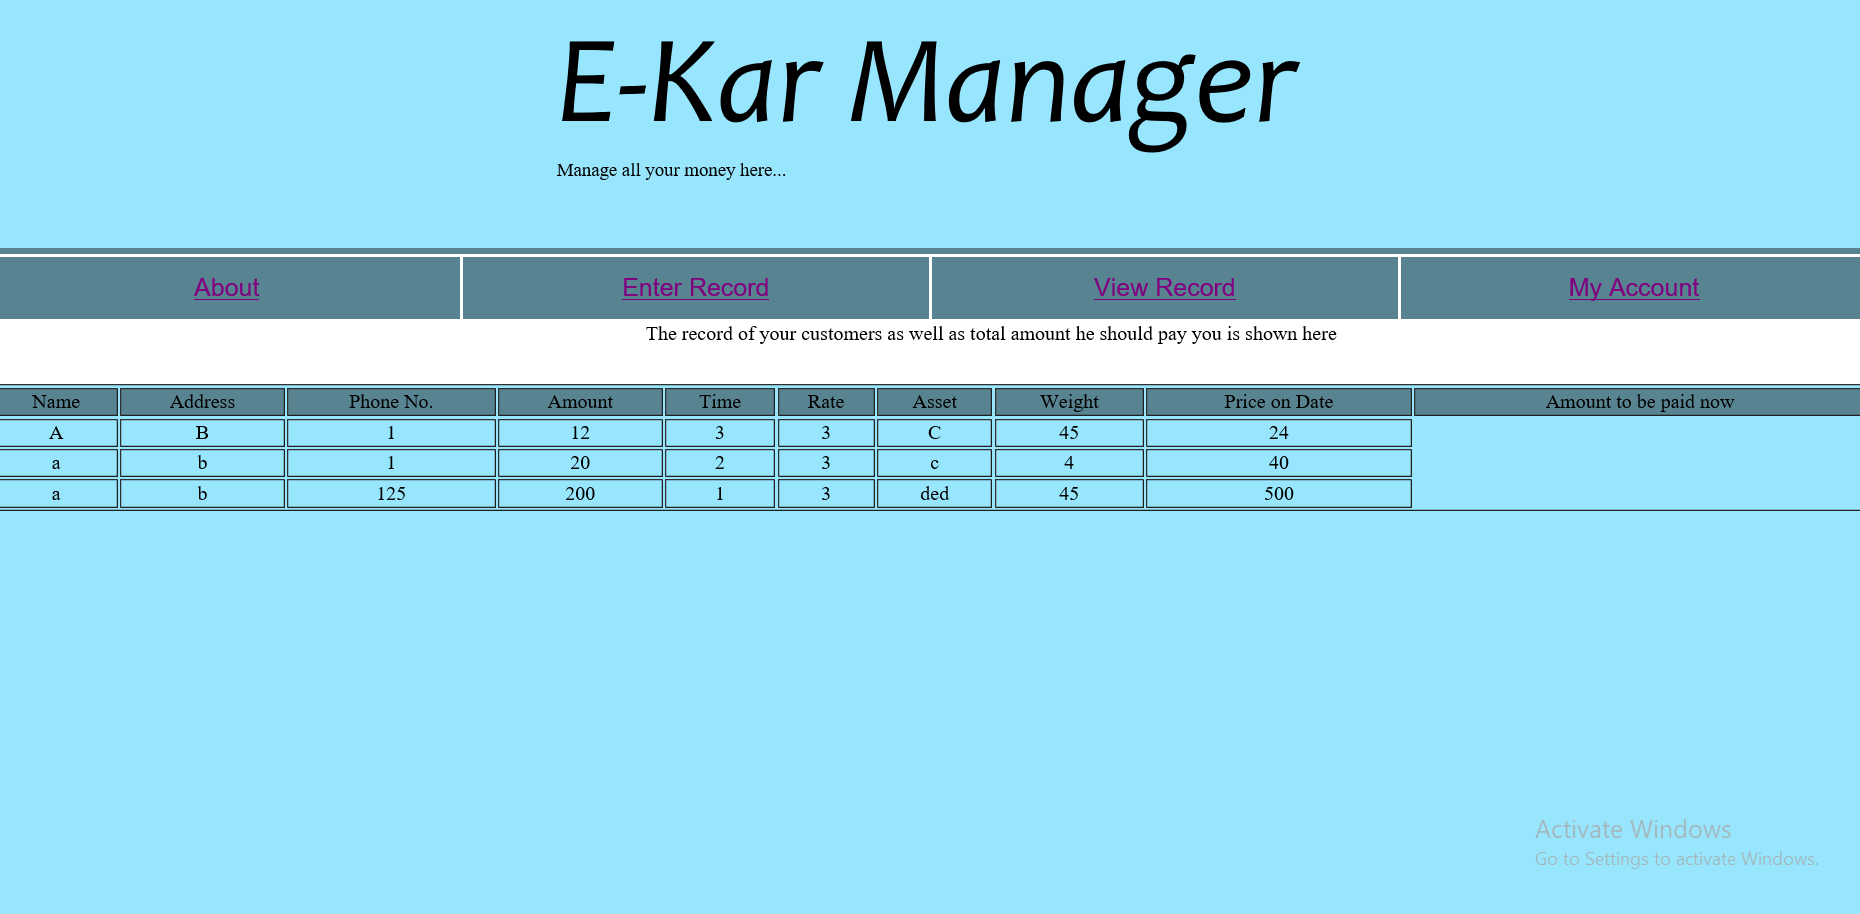 E-Kar Manager
Manage all your money here...
About Enter Record View Record My Account
The record of your customers as well as total amount he should pay you is shown here
Name Address Phone No. Amount Time Rate Asset Weight Price on Date Amount to be paid now
A B 1 12 3 3 C 45 24
a b 1 20 2 3 c 4 40
a b 125 200 1 3 ded 45 500
Activate Windows
Go to Settings to activate Windows.